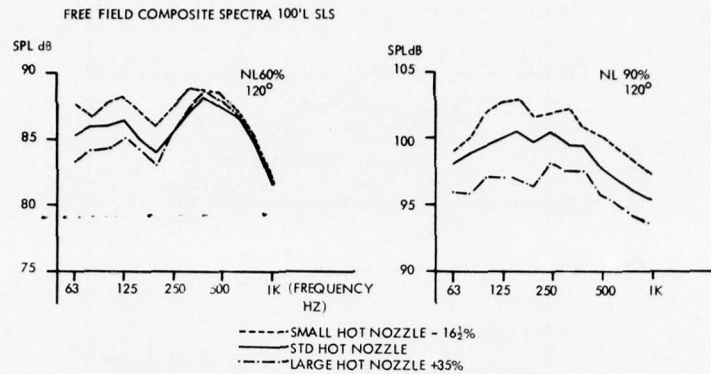 FREE FIELD COMPOSITE SPECTRA 100'L SLS
SPL dB
90
85
80
75
NL60%
120°
63
125
250
500
1K (FREQUENCY HZ)
SPLdB
105
100
95
90
NL 90%
120°
63
125
250
500
1K
SMALL HOT NOZZLE - 16½%
STD HOT NOZZLE
LARGE HOT NOZZLE +35%